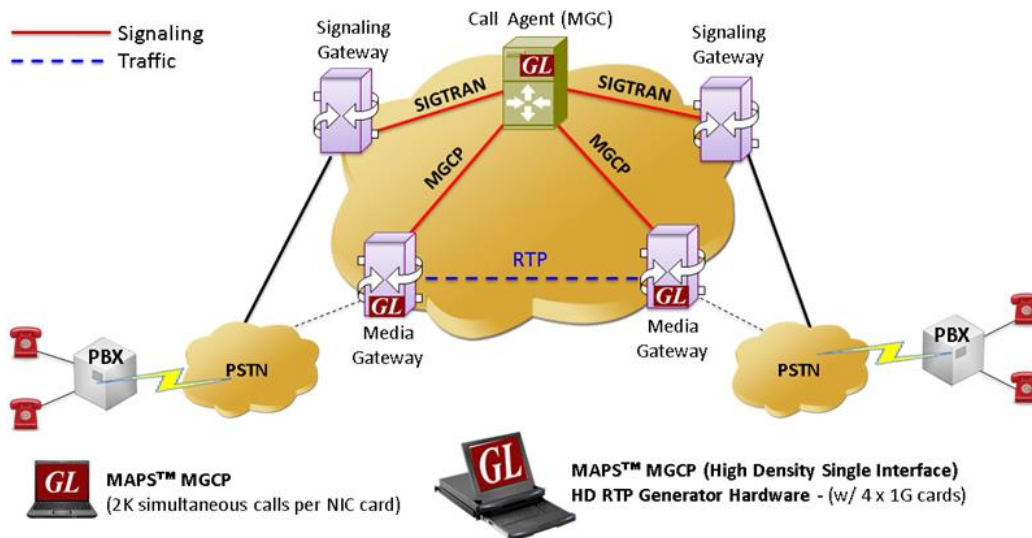 Signaling
Traffic
Signaling
Gateway
Call Agent (MGC)
GL
Signaling
Gateway
SIGTRAN
SIGTRAN
MGCP
MGCP
RTP
GL
Media
Gateway
GL
Media
Gateway
PBX
PSTN
PSTN
PBX
GL
MAPS™ MGCP
(2K simultaneous calls per NIC card)
GL
MAPS™ MGCP (High Density Single Interface)
HD RTP Generator Hardware - (w/ 4 x 1G cards)